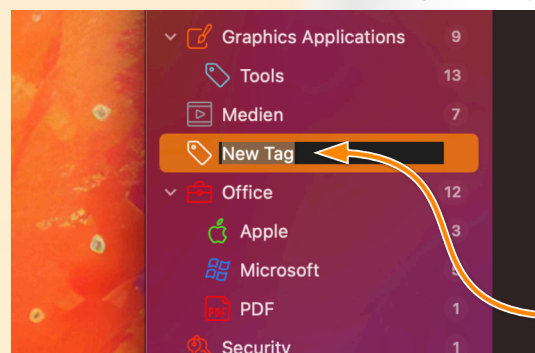 Graphics Applications 9
Tools 13
Medien 7
New Tag
Office 12
Apple 3
Microsoft
PDF 1
Security 1